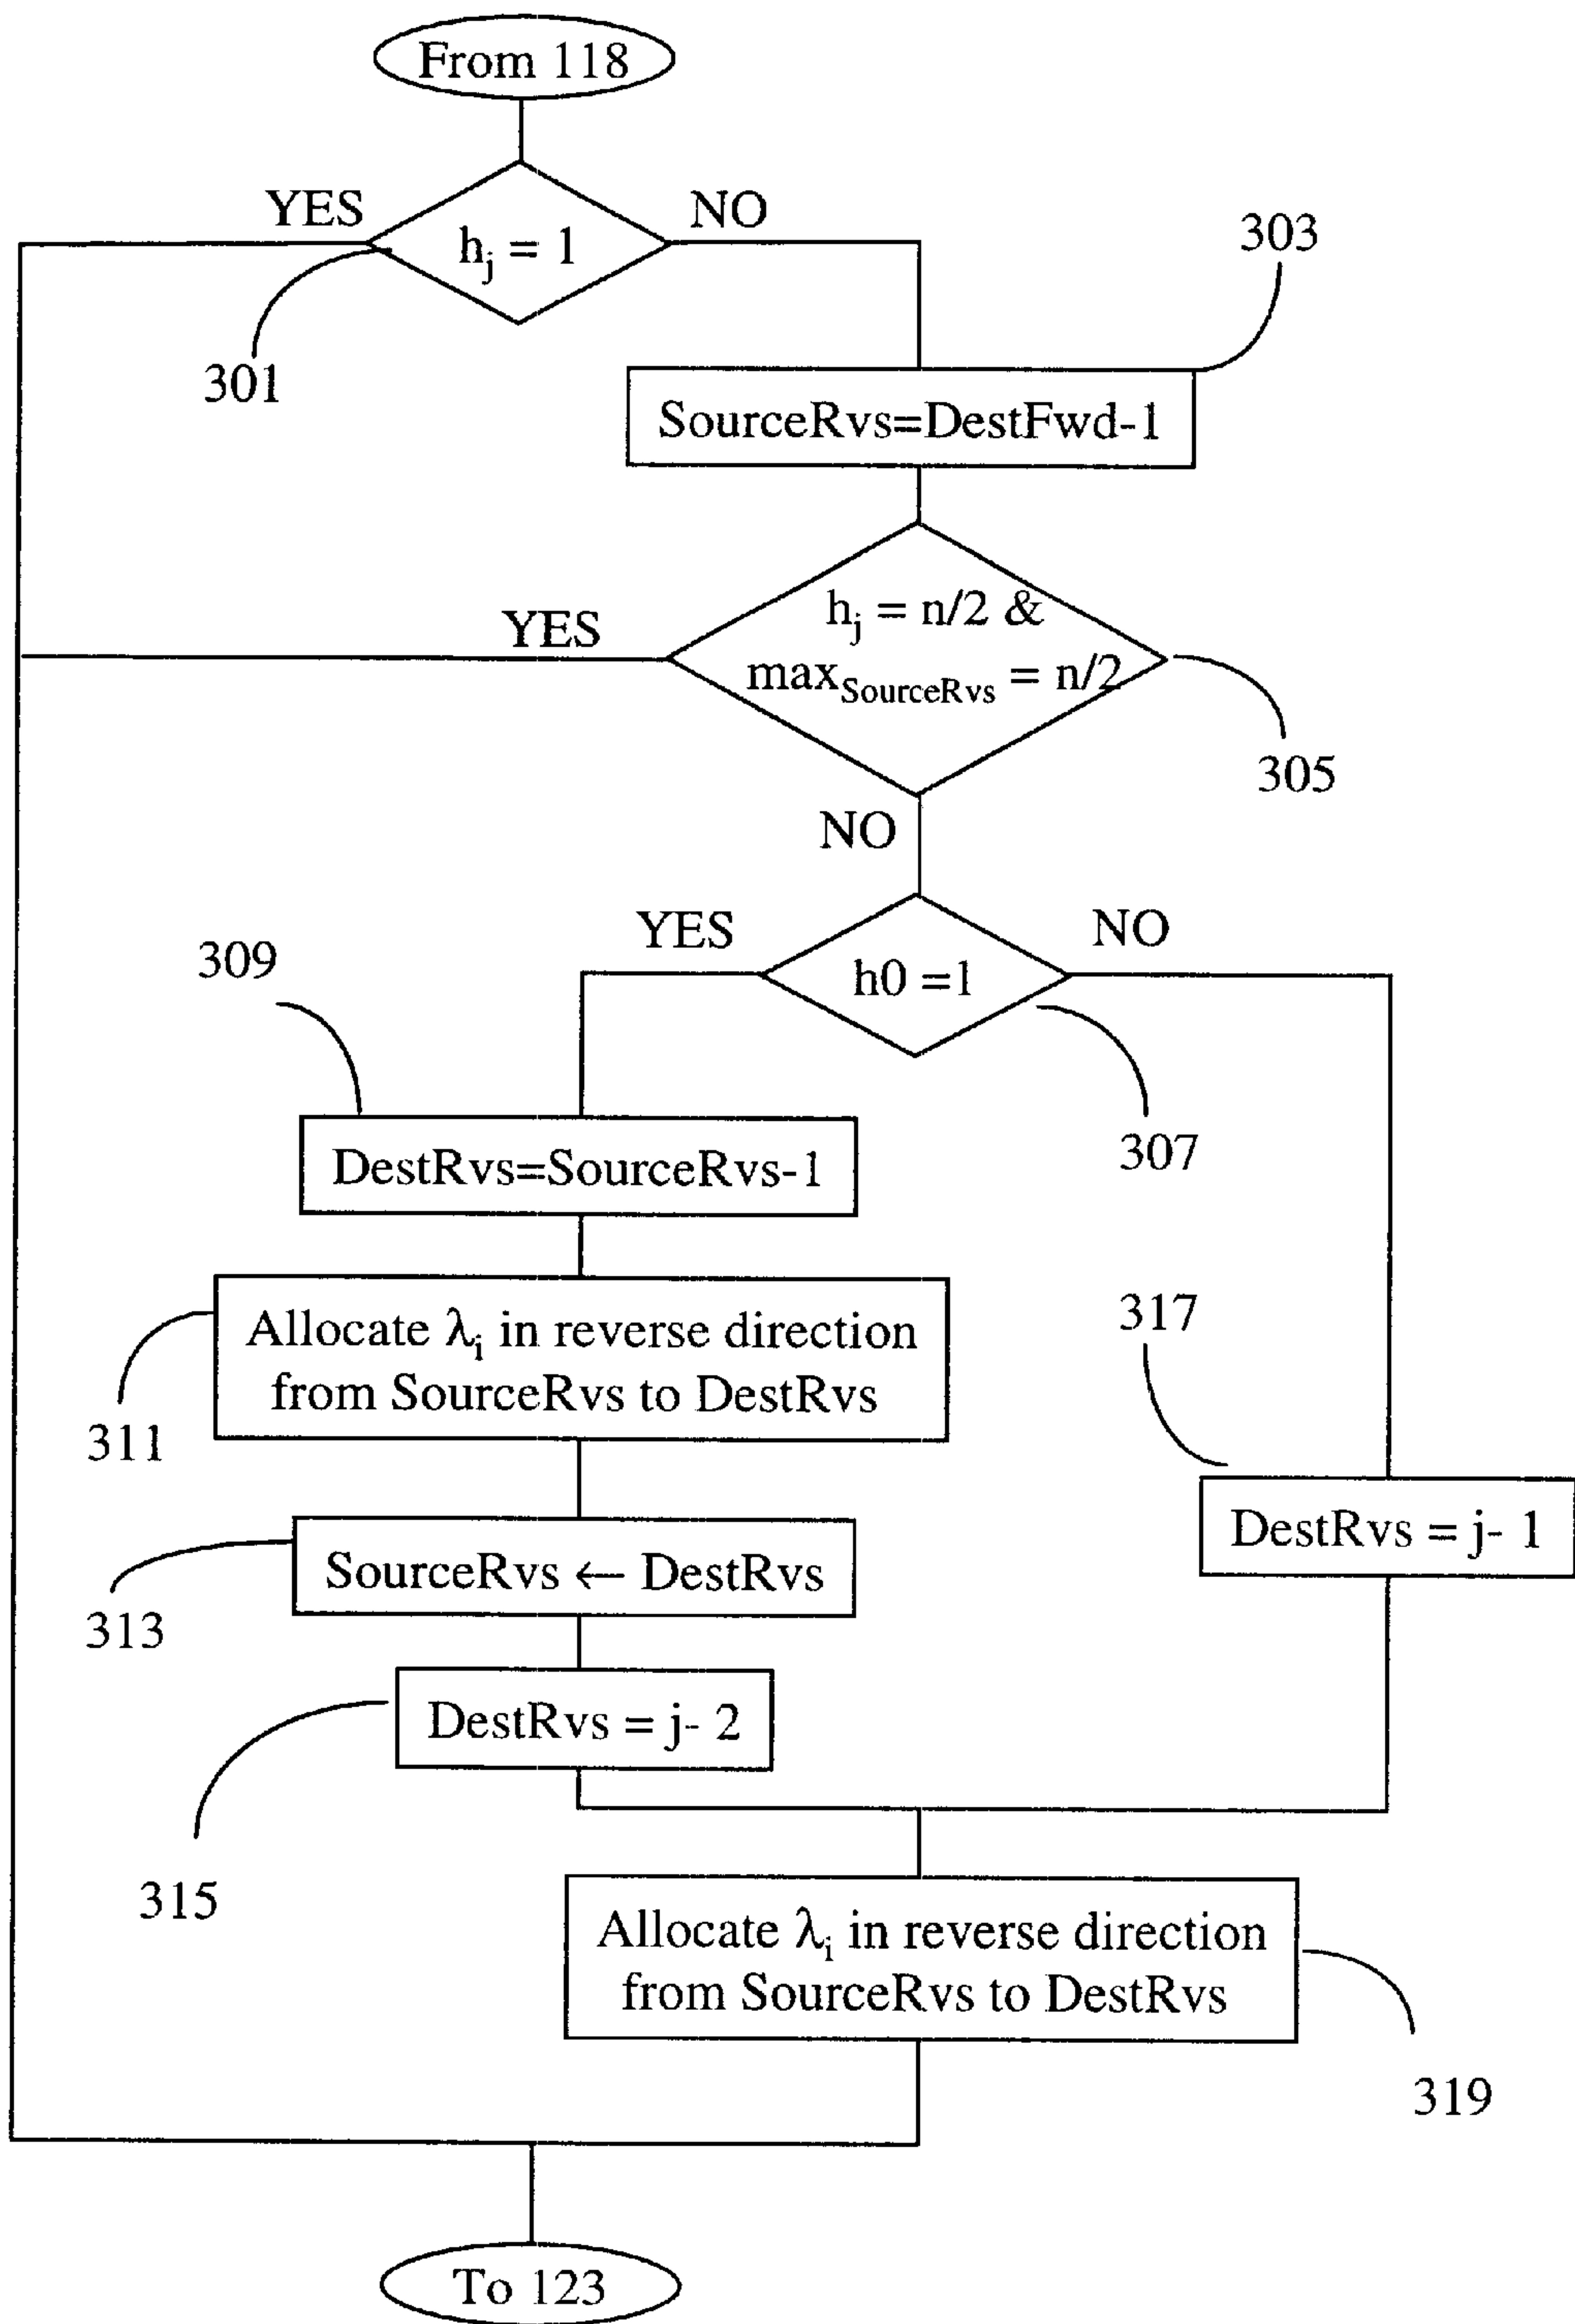 From 118
YES
NO
h_j = 1
303
301
SourceRvs=DestFwd-1
YES
h_j = n/2 &
max_SourceRvs = n/2
305
NO
YES
NO
309
h0 =1
307
DestRvs=SourceRvs-1
317
Allocate λ_i in reverse direction
from SourceRvs to DestRvs
311
DestRvs = j- 1
SourceRvs ← DestRvs
313
DestRvs = j- 2
315
Allocate λ_i in reverse direction
from SourceRvs to DestRvs
319
To 123